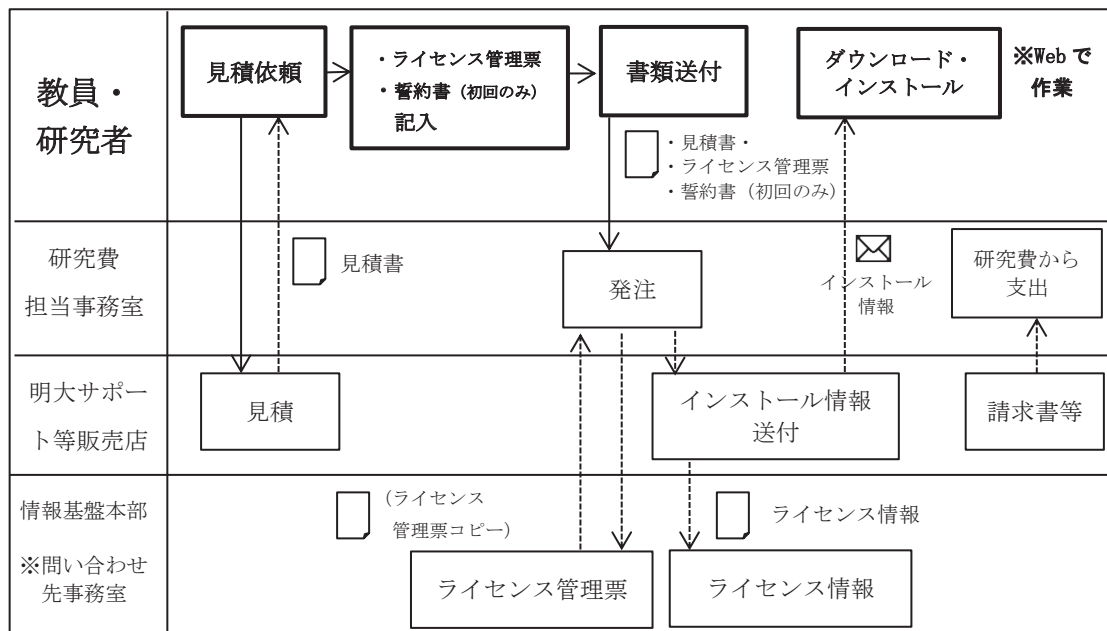 教員・
研究者
見積依頼
・ライセンス管理票
・誓約書（初回のみ）
記入
書類送付
ダウンロード・
インストール
※Webで
作業
・見積書・
・ライセンス管理票
・誓約書（初回のみ）
研究費
担当事務室
見積書
発注
インストール
情報
研究費から
支出
明大サポー
ト等販売店
見積
インストール情報
送付
請求書等
情報基盤本部
※問い合わせ
先事務室
（ライセンス
管理票コピー）
ライセンス情報
ライセンス管理票
ライセンス情報